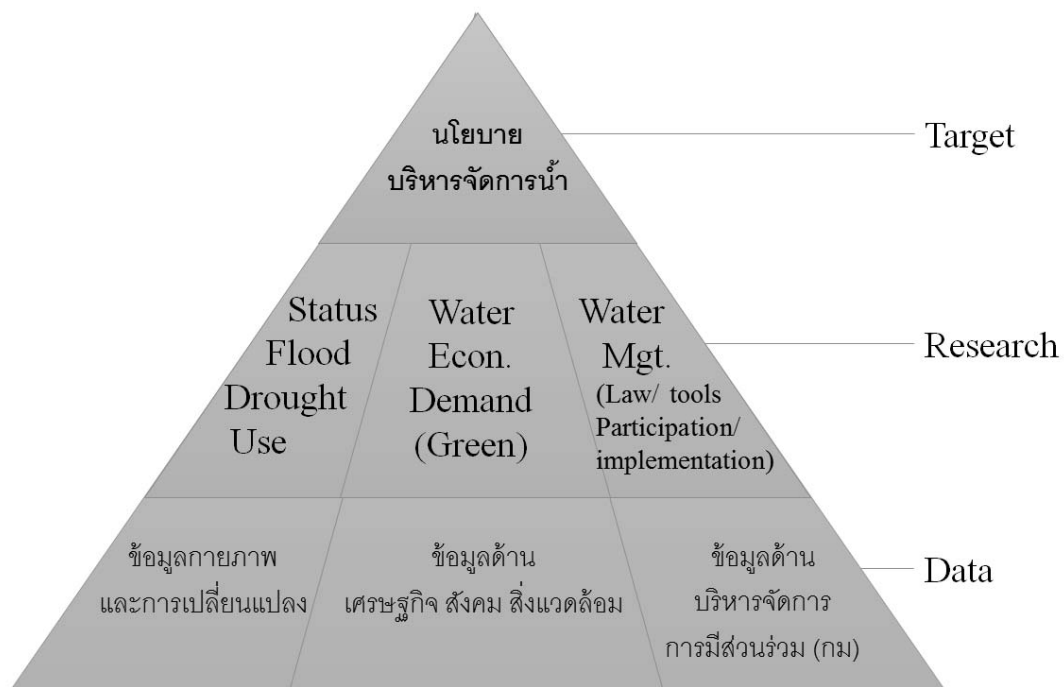 นโยบาย
บริหารจัดการน้ำ
Target
Status
Flood
Drought
Use
Water
Econ.
Demand
(Green)
Water
Mgt.
(Law/ tools
Participation/
implementation)
Research
ข้อมูลกายภาพ
และการเปลี่ยนแปลง
ข้อมูลด้าน
เศรษฐกิจ สังคม สิ่งแวดล้อม
ข้อมูลด้าน
บริหารจัดการ
การมีส่วนร่วม (กม)
Data